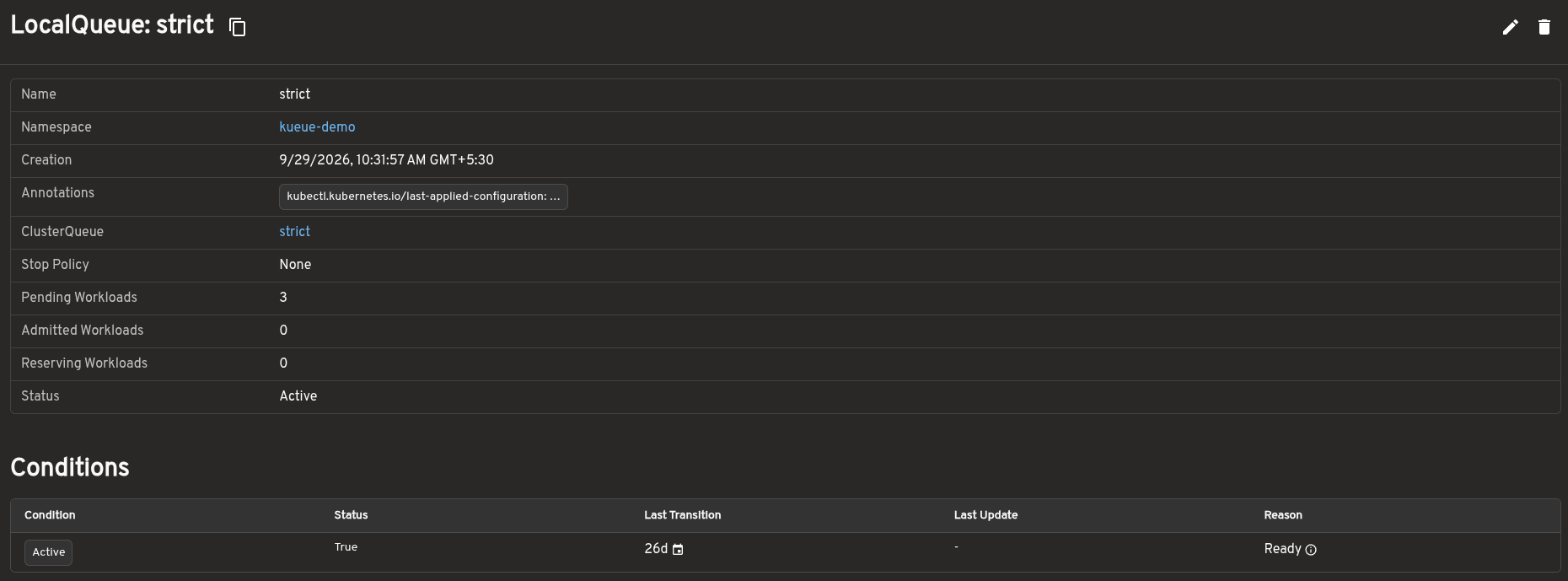 LocalQueue: strict
Name strict
Namespace kueue-demo
Creation 9/29/2026, 10:31:57 AM GMT+5:30
Annotations kubectl.kubernetes.io/last-applied-configuration: ...
ClusterQueue strict
Stop Policy None
Pending Workloads 3
Admitted Workloads 0
Reserving Workloads 0
Status Active
Conditions
Condition Status Last Transition Last Update Reason
Active True 26d - Ready